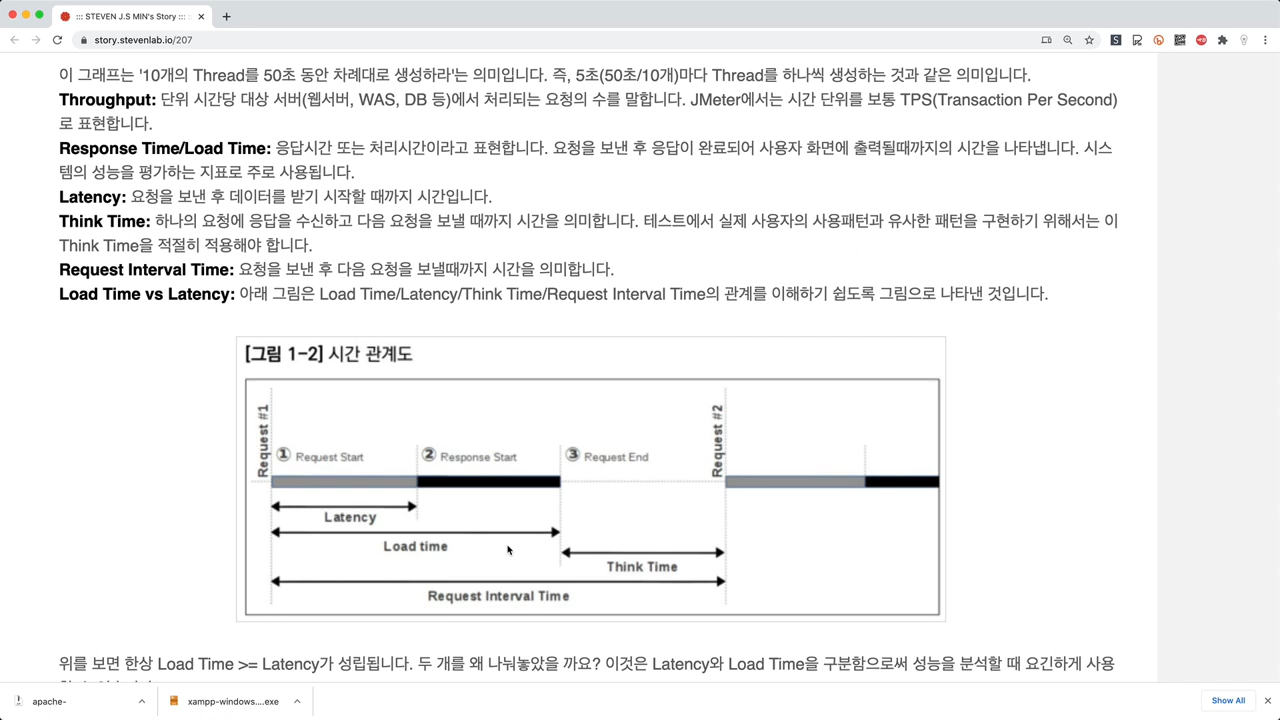 ::: STEVEN J.S MIN's Story :::
story.stevenlab.io/207
이 그래프는 '10개의 Thread를 50초 동안 차례대로 생성하라'는 의미입니다. 즉, 5초(50초/10개)마다 Thread를 하나씩 생성하는 것과 같은 의미입니다.
Throughput: 단위 시간당 대상 서버(웹서버, WAS, DB 등)에서 처리되는 요청의 수를 말합니다. JMeter에서는 시간 단위를 보통 TPS(Transaction Per Second)
로 표현합니다.
Response Time/Load Time: 응답시간 또는 처리시간이라고 표현합니다. 요청을 보낸 후 응답이 완료되어 사용자 화면에 출력될때까지의 시간을 나타냅니다. 시스
템의 성능을 평가하는 지표로 주로 사용됩니다.
Latency: 요청을 보낸 후 데이터를 받기 시작할 때까지 시간입니다.
Think Time: 하나의 요청에 응답을 수신하고 다음 요청을 보낼 때까지 시간을 의미합니다. 테스트에서 실제 사용자의 사용패턴과 유사한 패턴을 구현하기 위해서는 이
Think Time을 적절히 적용해야 합니다.
Request Interval Time: 요청을 보낸 후 다음 요청을 보낼때까지 시간을 의미합니다.
Load Time vs Latency: 아래 그림은 Load Time/Latency/Think Time/Request Interval Time의 관계를 이해하기 쉽도록 그림으로 나타낸 것입니다.
[그림 1-2] 시간 관계도
Request #1
① Request Start
② Response Start
③ Request End
Request #2
Latency
Load time
Think Time
Request Interval Time
위를 보면 한상 Load Time >= Latency가 성립됩니다. 두 개를 왜 나눠놓았을 까요? 이것은 Latency와 Load Time을 구분함으로써 성능을 분석할 때 요긴하게 사용
apache-
xampp-windows....exe
Show All